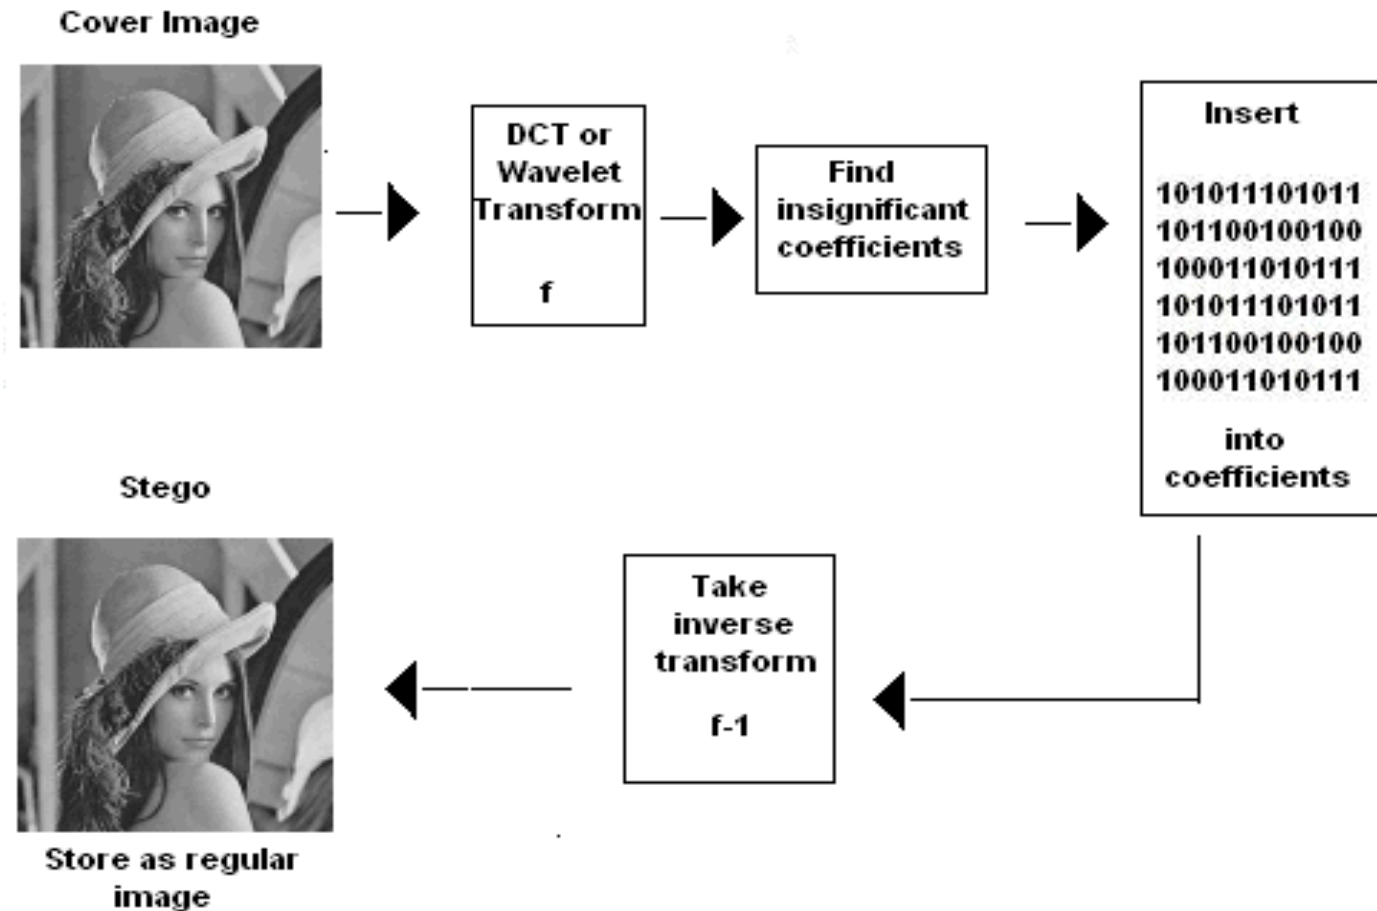 Cover Image
DCT or
Wavelet
Transform
f
Find
insignificant
coefficients
Insert
101011101011
101100100100
100011010111
101011101011
101100100100
100011010111
into
coefficients
Take
inverse
transform
f-1
Stego
Store as regular
image